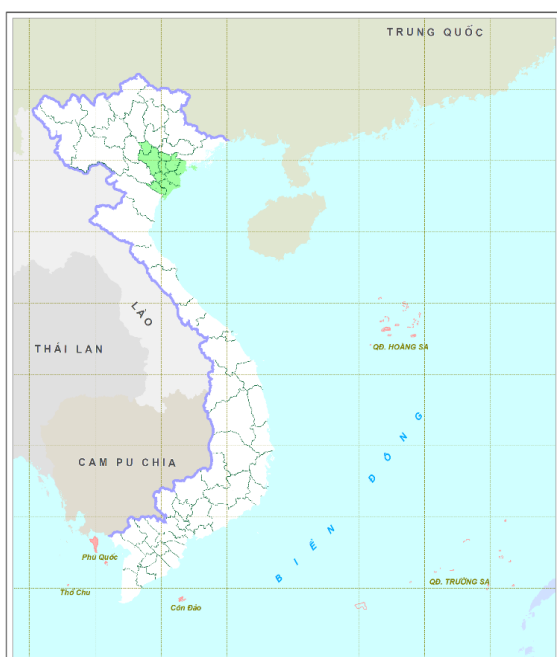 TRUNG QUỐC
LÀO
THÁI LAN
QĐ. HOÀNG SA
CAM PU CHIA
BIỂN ĐÔNG
Phú Quốc
QĐ. TRƯỜNG SA
Thổ Chu
Côn Đảo